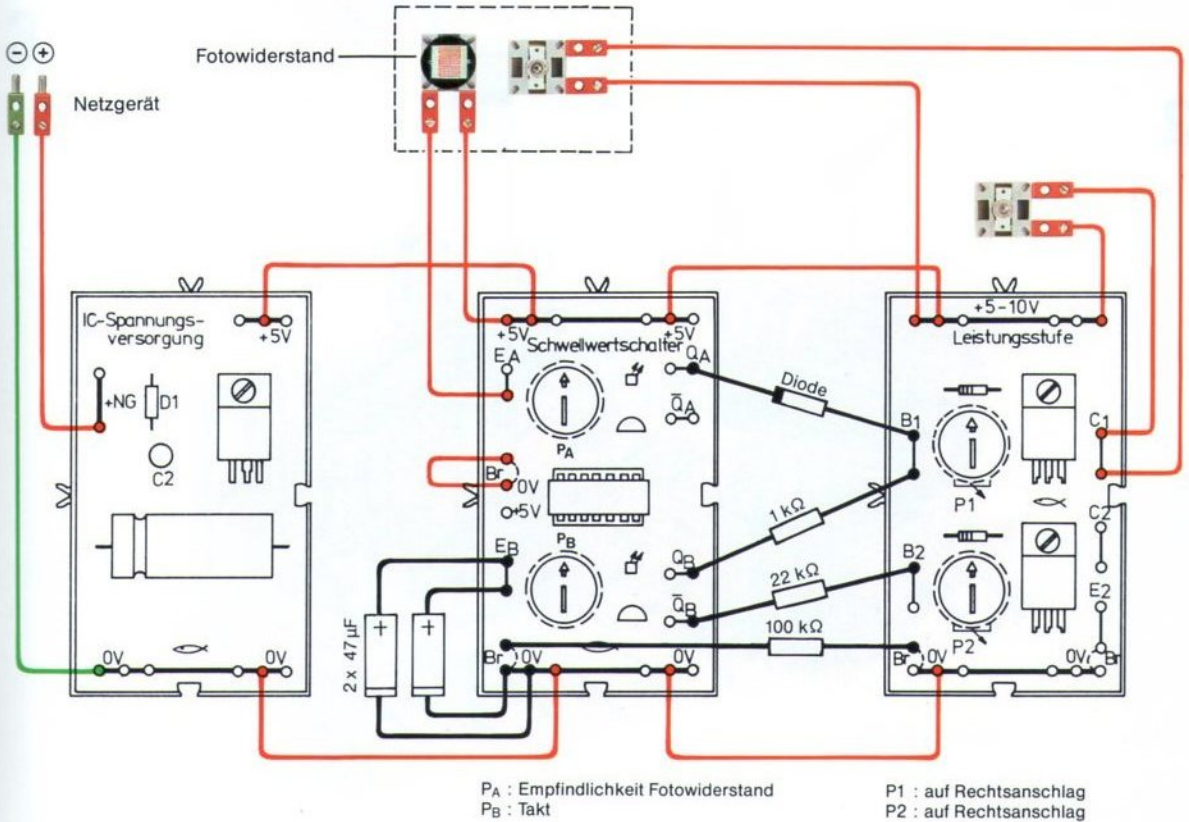 ⊖ ⊕
Netzgerät
Fotowiderstand
IC-Spannungs-
versorgung
+5V
+NG
D1
C2
0V
0V
+5V
+5V
Schwellwertschalter
EA
QA
Q̅A
PA
Br
0V
+5V
EB
PB
QB
Q̅B
Br
0V
0V
2 x 47 µF
+
+
Diode
1 kΩ
22 kΩ
100 kΩ
+5-10V
Leistungsstufe
B1
C1
P1
C2
B2
E2
P2
Br
0V
0V
Br
PA : Empfindlichkeit Fotowiderstand
PB : Takt
P1 : auf Rechtsanschlag
P2 : auf Rechtsanschlag